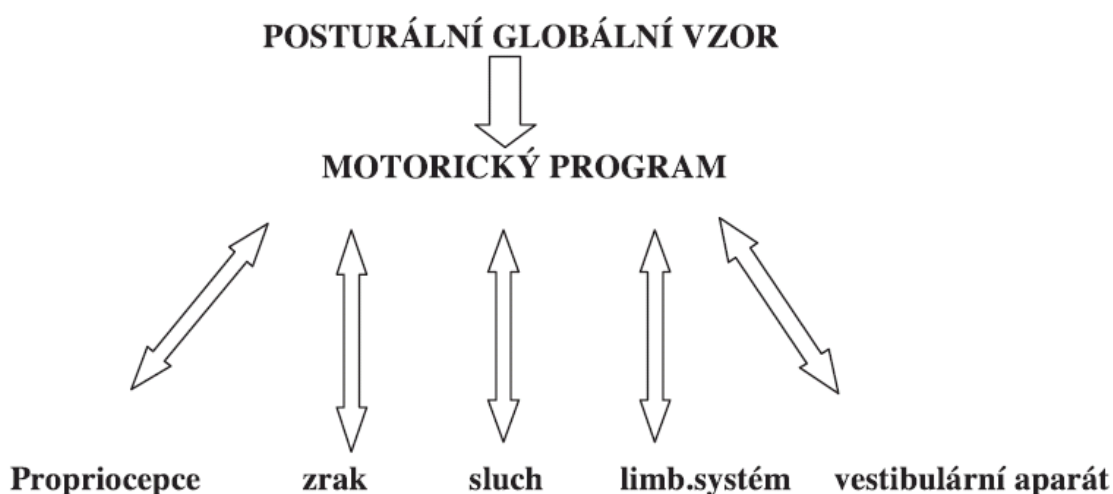 POSTURÁLNÍ GLOBÁLNÍ VZOR
MOTORICKÝ PROGRAM
Propriocepce zrak sluch limb.systém vestibulární aparát